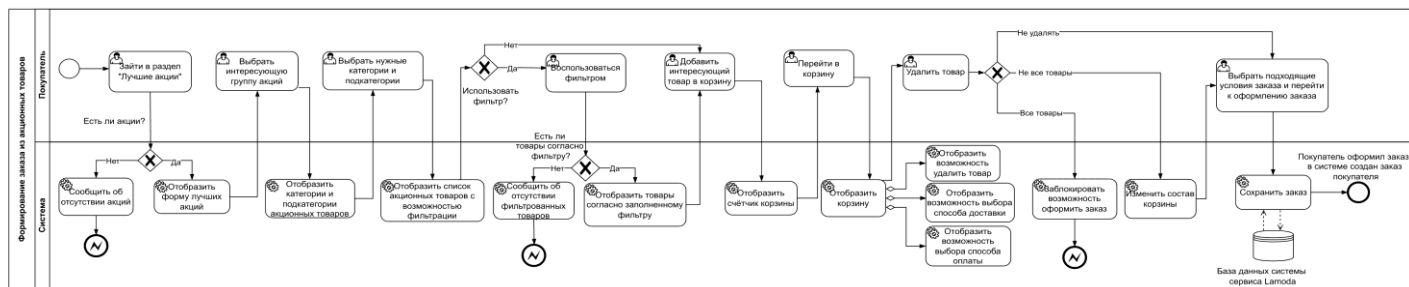 Формирование заказа из акционных товаров
Покупатель
Зайти в раздел
"Лучшие акции"
Выбрать
интересующую
группу акций
Выбрать нужные
категории и
подкатегории
Использовать
фильтр?
Нет
Да
Воспользоваться
фильтром
Добавить
интересующий
товар в корзину
Перейти в
корзину
Удалить товар
Не удалять
Не все товары
Все товары
Выбрать подходящие
условия заказа и перейти
к оформлению заказа
Есть ли акции?
Система
Нет
Да
Сообщить об
отсутствии акций
Отобразить
форму лучших
акций
Отобразить
категории и
подкатегории
акционных товаров
Отобразить список
акционных товаров с
возможностью
фильтрации
Есть ли
товары согласно
фильтру?
Нет
Да
Сообщить об
отсутствии
фильтрованных
товаров
Отобразить товары
согласно заполненному
фильтру
Отобразить
счётчик корзины
Отобразить
корзину
Отобразить
возможность
удалить товар
Отобразить
возможность выбора
способа доставки
Отобразить
возможность
выбора способа
оплаты
Заблокировать
возможность
оформить заказ
Изменить состав
корзины
Сохранить заказ
Покупатель оформил заказ
в системе создан заказ
покупателя
База данных системы
сервиса Lamoda